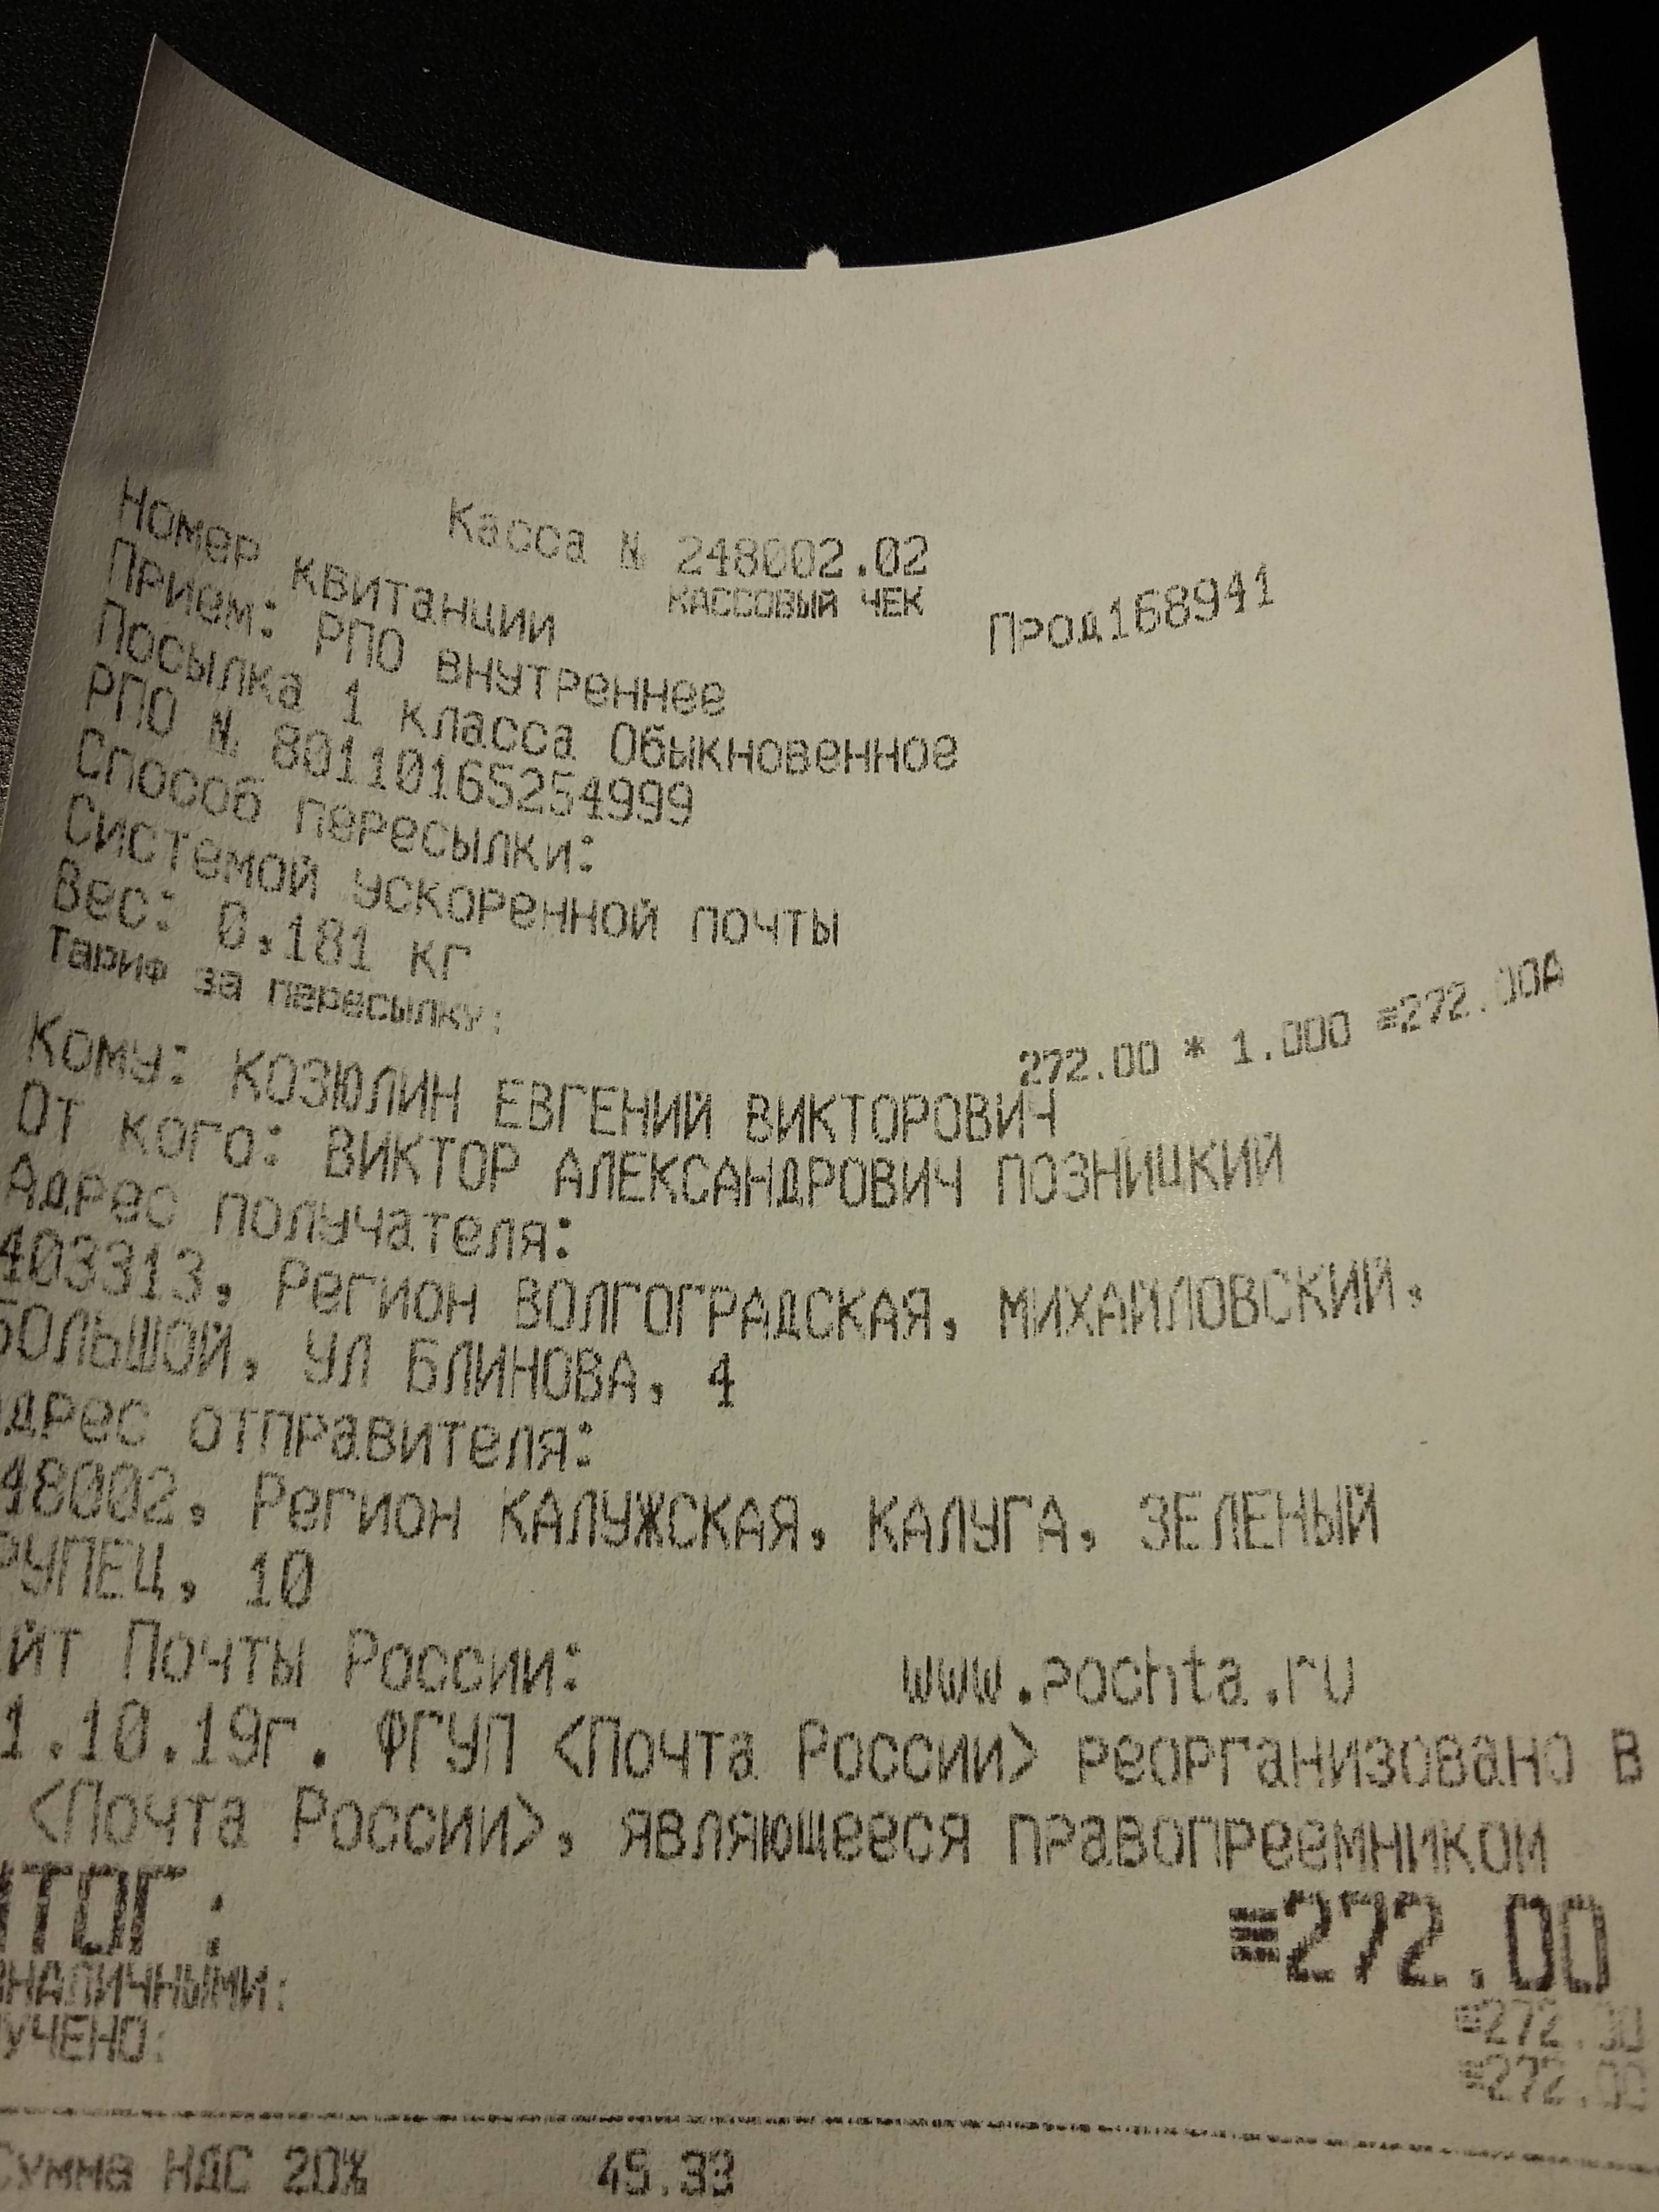 Касса № 248002.02
КАССОВЫЙ ЧЕК
Номер квитанции ПРОД168941
Прием: РПО внутреннее
Посылка 1 класса Обыкновенное
РПО № 80110165254999
Способ пересылки:
Системой ускоренной почты
Вес: 0,181 кг
Тариф за пересылку:
272.00 * 1.000 ≡272.00А
Кому: КОЗЮЛИН ЕВГЕНИЙ ВИКТОРОВИЧ
От кого: ВИКТОР АЛЕКСАНДРОВИЧ ПОЗНИЦКИЙ
Адрес получателя:
403313, Регион ВОЛГОГРАДСКАЯ, МИХАЙЛОВСКИЙ,
БОЛЬШОЙ, УЛ БЛИНОВА, 4
дрес отправителя:
48002, Регион КАЛУЖСКАЯ, КАЛУГА, ЗЕЛЕНЫЙ
РУПЕЦ, 10
йт Почты России: www.pochta.ru
1.10.19г. ФГУП <Почта России> реорганизовано в
<Почта России>, являющееся правопреемником
ИТОГ: ≡272.00
НАЛИЧНЫМИ: ≡272.00
УЧЕНО: ≡272.00
Сумма НДС 20% 45.33